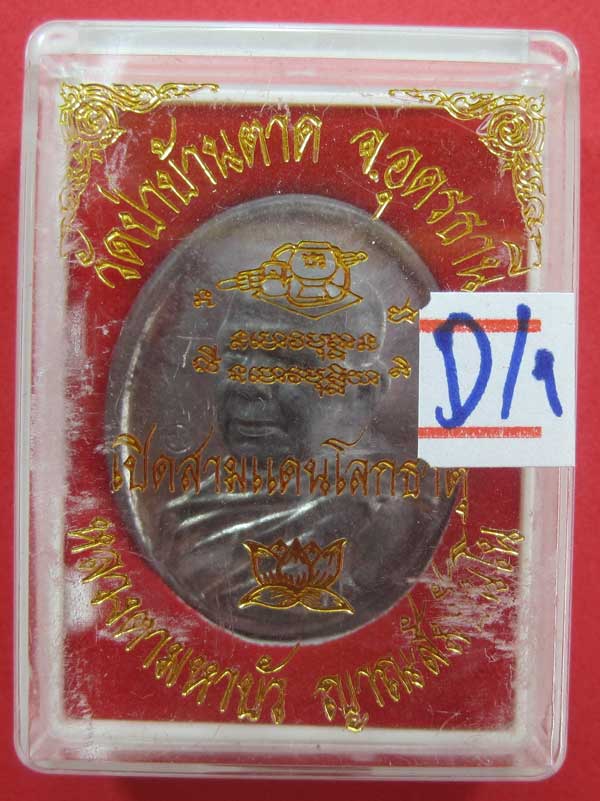 วัดป่าบ้านตาด จ.อุดรธานี
D/1
เปิดสามแดนโลกธาตุ
หลวงตามหาบัว ญาณสัมปันโน